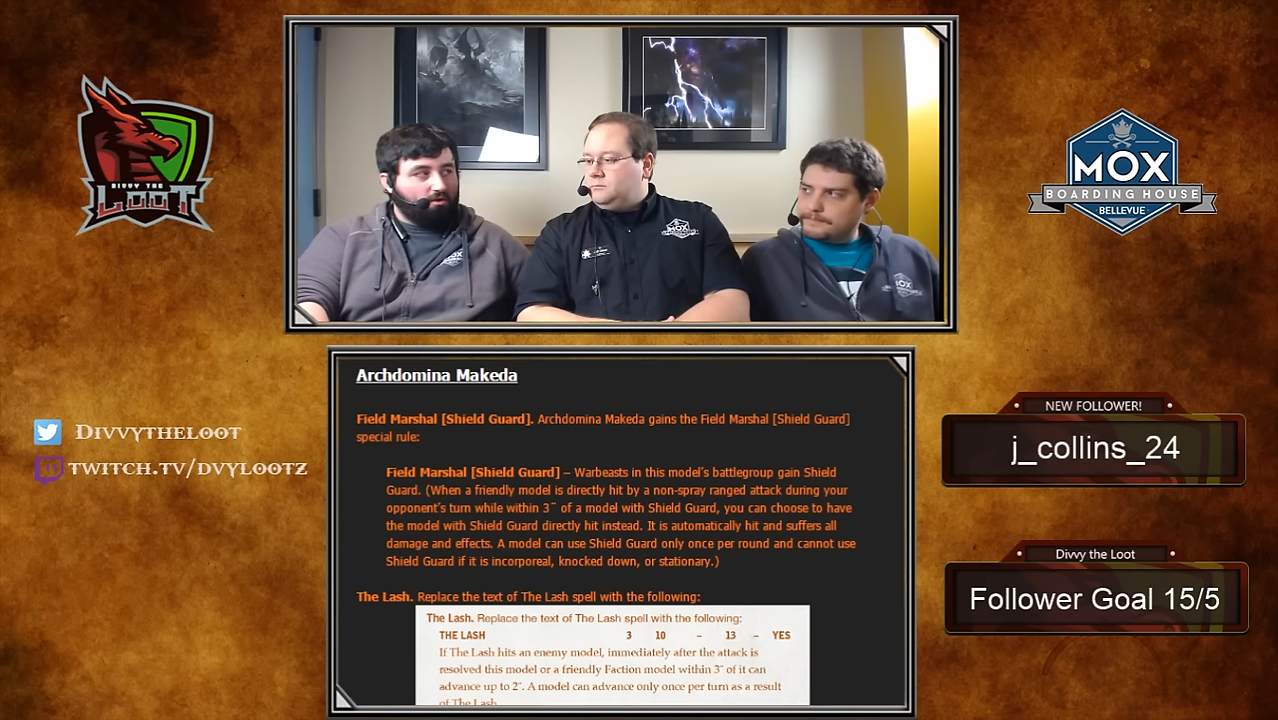 DIVVY THE
LOOT
MOX
BOARDING HOUSE
BELLEVUE
MOX
MOX
MOX
Archdomina Makeda
Field Marshal [Shield Guard]. Archdomina Makeda gains the Field Marshal [Shield Guard]
special rule:
Field Marshal [Shield Guard] – Warbeasts in this model's battlegroup gain Shield
Guard. (When a friendly model is directly hit by a non-spray ranged attack during your
opponent's turn while within 3˝ of a model with Shield Guard, you can choose to have
the model with Shield Guard directly hit instead. It is automatically hit and suffers all
damage and effects. A model can use Shield Guard only once per round and cannot use
Shield Guard if it is incorporeal, knocked down, or stationary.)
The Lash. Replace the text of The Lash spell with the following:
The Lash. Replace the text of The Lash spell with the following:
THE LASH 3 10 – 13 – YES
If The Lash hits an enemy model, immediately after the attack is
resolved this model or a friendly Faction model within 3˝ of it can
advance up to 2˝. A model can advance only once per turn as a result
of The Lash.
DIVVYTHELOOT
TWITCH.TV/DVYLOOTZ
NEW FOLLOWER!
j_collins_24
Divvy the Loot
Follower Goal 15/5